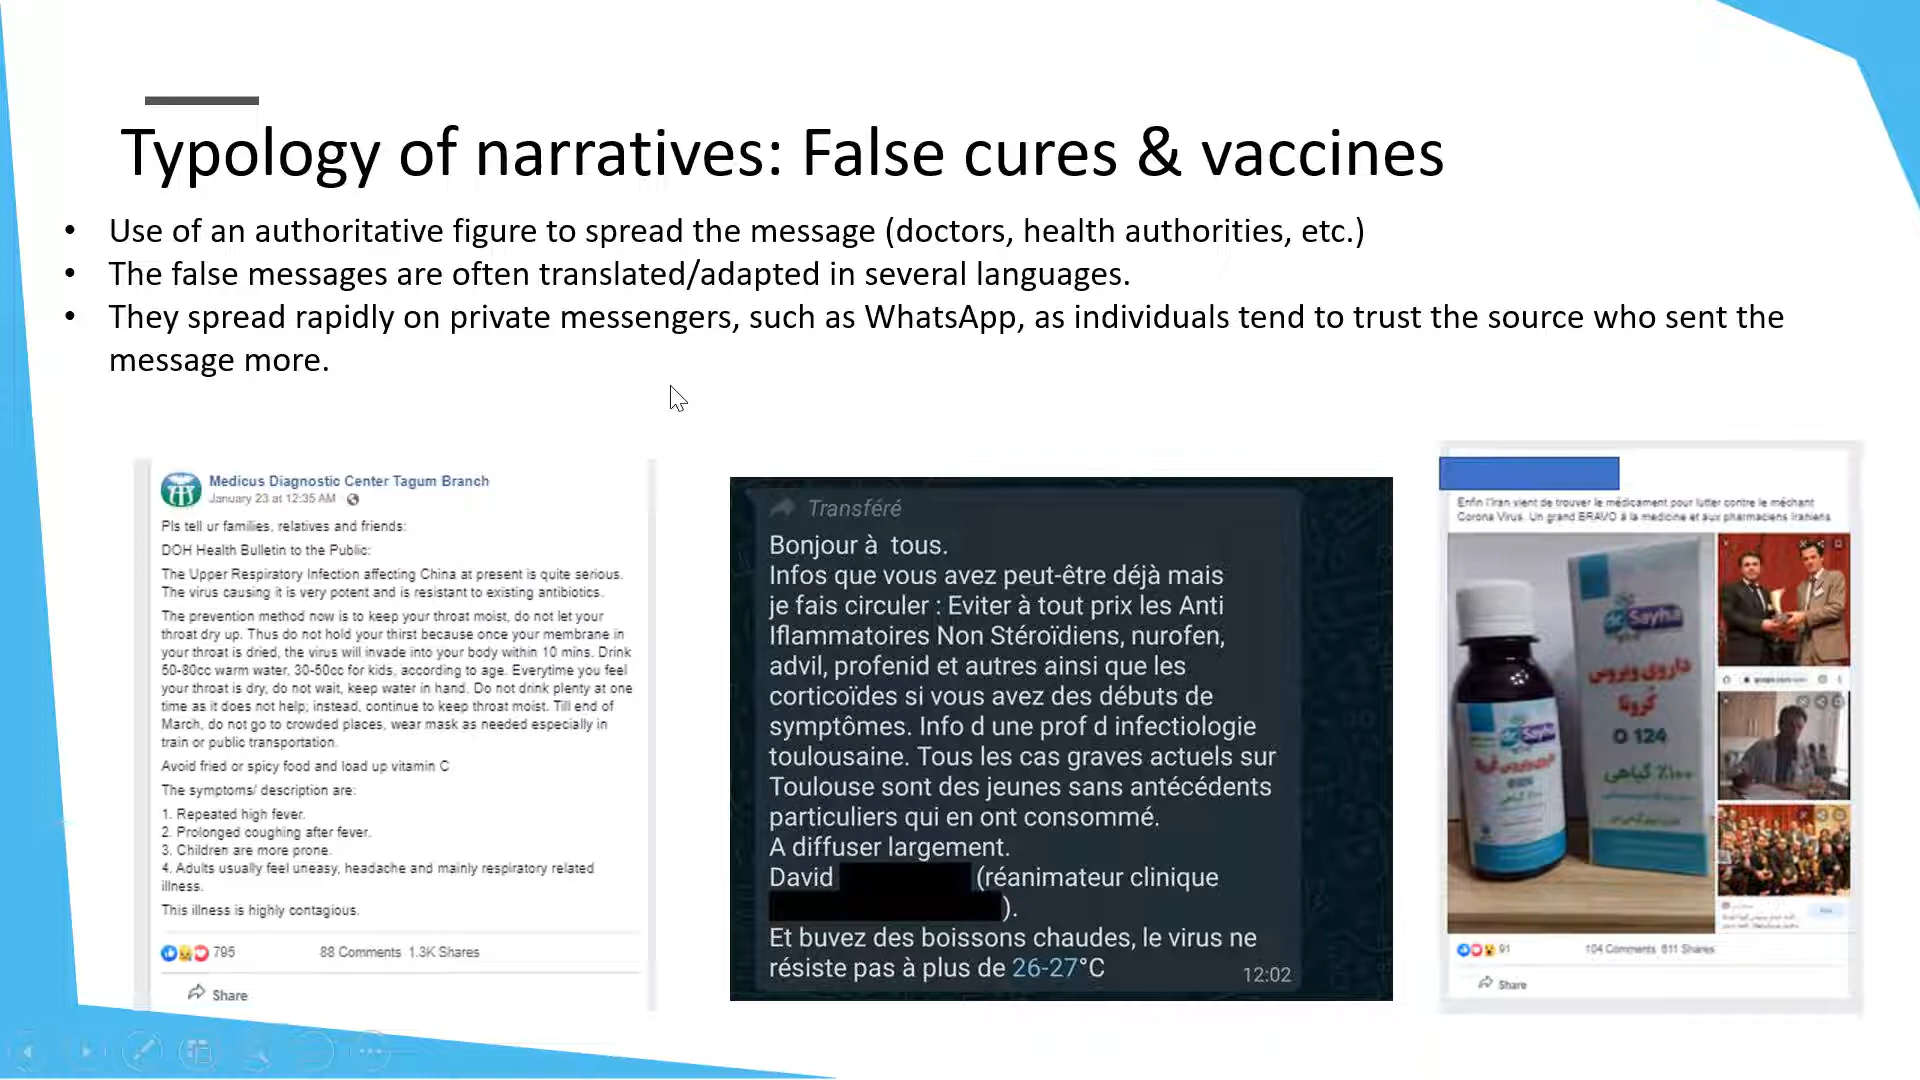 Typology of narratives: False cures & vaccines
• Use of an authoritative figure to spread the message (doctors, health authorities, etc.)
• The false messages are often translated/adapted in several languages.
• They spread rapidly on private messengers, such as WhatsApp, as individuals tend to trust the source who sent the
message more.
Medicus Diagnostic Center Tagum Branch
January 23 at 12:35 AM
Pls tell ur families, relatives and friends:
DOH Health Bulletin to the Public:
The Upper Respiratory Infection affecting China at present is quite serious.
The virus causing it is very potent and is resistant to existing antibiotics.
The prevention method now is to keep your throat moist, do not let your
throat dry up. Thus do not hold your thirst because once your membrane in
your throat is dried, the virus will invade into your body within 10 mins. Drink
50-80cc warm water, 30-50cc for kids, according to age. Everytime you feel
your throat is dry, do not wait, keep water in hand. Do not drink plenty at one
time as it does not help; instead, continue to keep throat moist. Till end of
March, do not go to crowded places, wear mask as needed especially in
train or public transportation.
Avoid fried or spicy food and load up vitamin C
The symptoms/ description are:
1. Repeated high fever.
2. Prolonged coughing after fever.
3. Children are more prone.
4. Adults usually feel uneasy, headache and mainly respiratory related
illness.
This illness is highly contagious.
795 88 Comments 1.3K Shares
Share
Transféré
Bonjour à tous.
Infos que vous avez peut-être déjà mais
je fais circuler : Eviter à tout prix les Anti
Iflammatoires Non Stéroïdiens, nurofen,
advil, profenid et autres ainsi que les
corticoïdes si vous avez des débuts de
symptômes. Info d une prof d infectiologie
toulousaine. Tous les cas graves actuels sur
Toulouse sont des jeunes sans antécédents
particuliers qui en ont consommé.
A diffuser largement.
David (réanimateur clinique
).
Et buvez des boissons chaudes, le virus ne
résiste pas à plus de 26-27°C
12:02
Enfin l'Iran vient de trouver le médicament pour lutter contre le méchant
Corona Virus. Un grand BRAVO à la medicine et aux pharmaciens Iraniens
Sayha
داروی ویروس
کرونا
O 124
۱۰۰٪ گیاهی
Sayha
91 104 Comments 611 Shares
Share